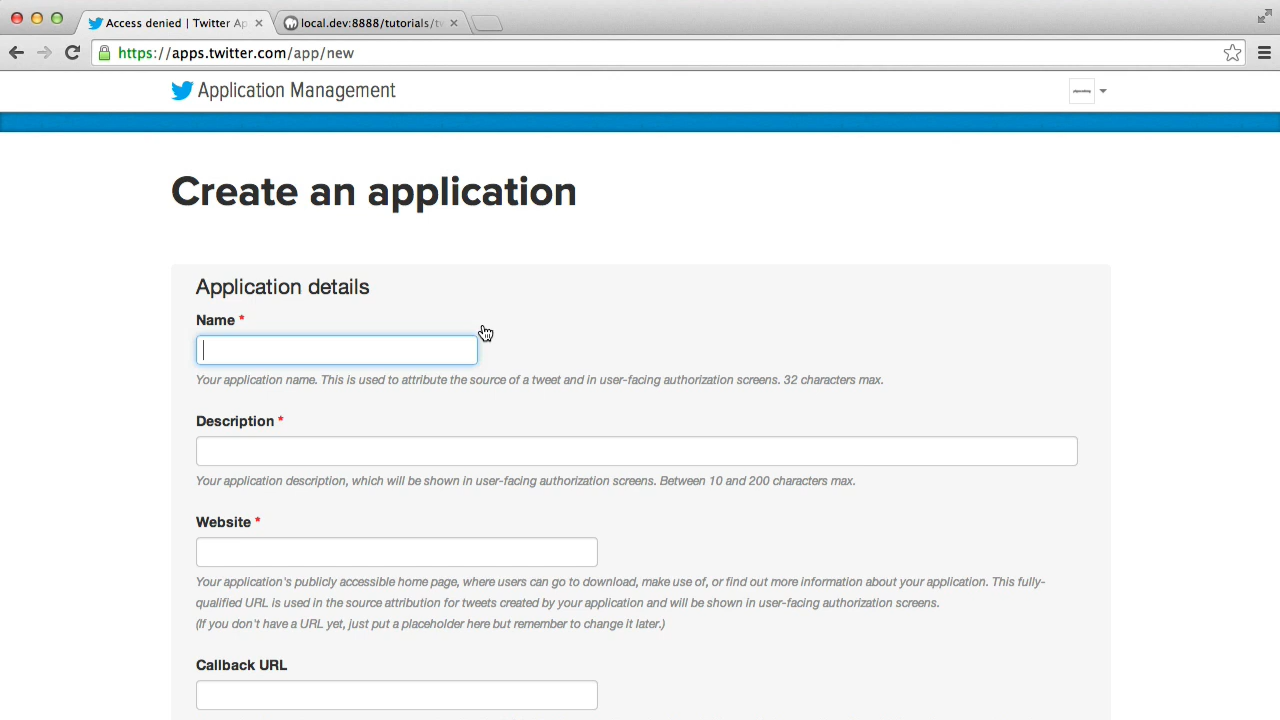 Access denied | Twitter Ap
local.dev:8888/tutorials/tw
https://apps.twitter.com/app/new
Application Management
Create an application
Application details
Name *
Your application name. This is used to attribute the source of a tweet and in user-facing authorization screens. 32 characters max.
Description *
Your application description, which will be shown in user-facing authorization screens. Between 10 and 200 characters max.
Website *
Your application's publicly accessible home page, where users can go to download, make use of, or find out more information about your application. This fully-
qualified URL is used in the source attribution for tweets created by your application and will be shown in user-facing authorization screens.
(If you don't have a URL yet, just put a placeholder here but remember to change it later.)
Callback URL